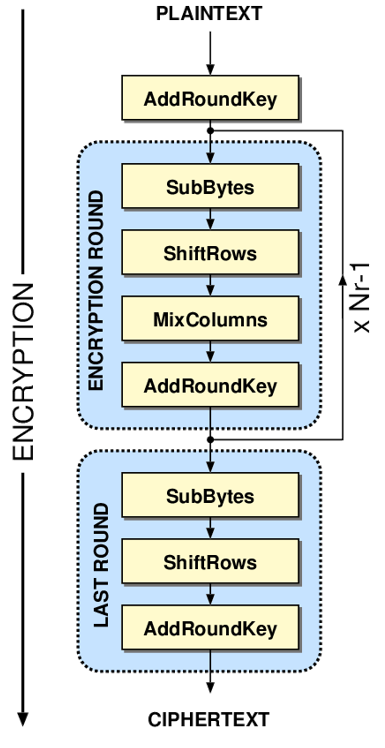 PLAINTEXT
AddRoundKey
ENCRYPTION ROUND
SubBytes
ShiftRows
MixColumns
AddRoundKey
x Nr-1
ENCRYPTION
LAST ROUND
SubBytes
ShiftRows
AddRoundKey
CIPHERTEXT